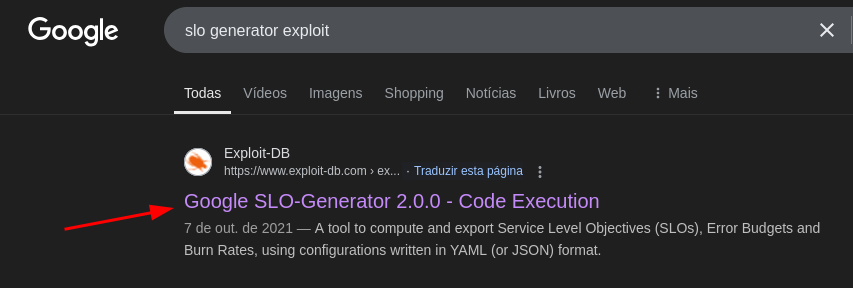 Google
slo generator exploit
Todas Vídeos Imagens Shopping Notícias Livros Web Mais
Exploit-DB
https://www.exploit-db.com › ex... · Traduzir esta página
Google SLO-Generator 2.0.0 - Code Execution
7 de out. de 2021 — A tool to compute and export Service Level Objectives (SLOs), Error Budgets and
Burn Rates, using configurations written in YAML (or JSON) format.